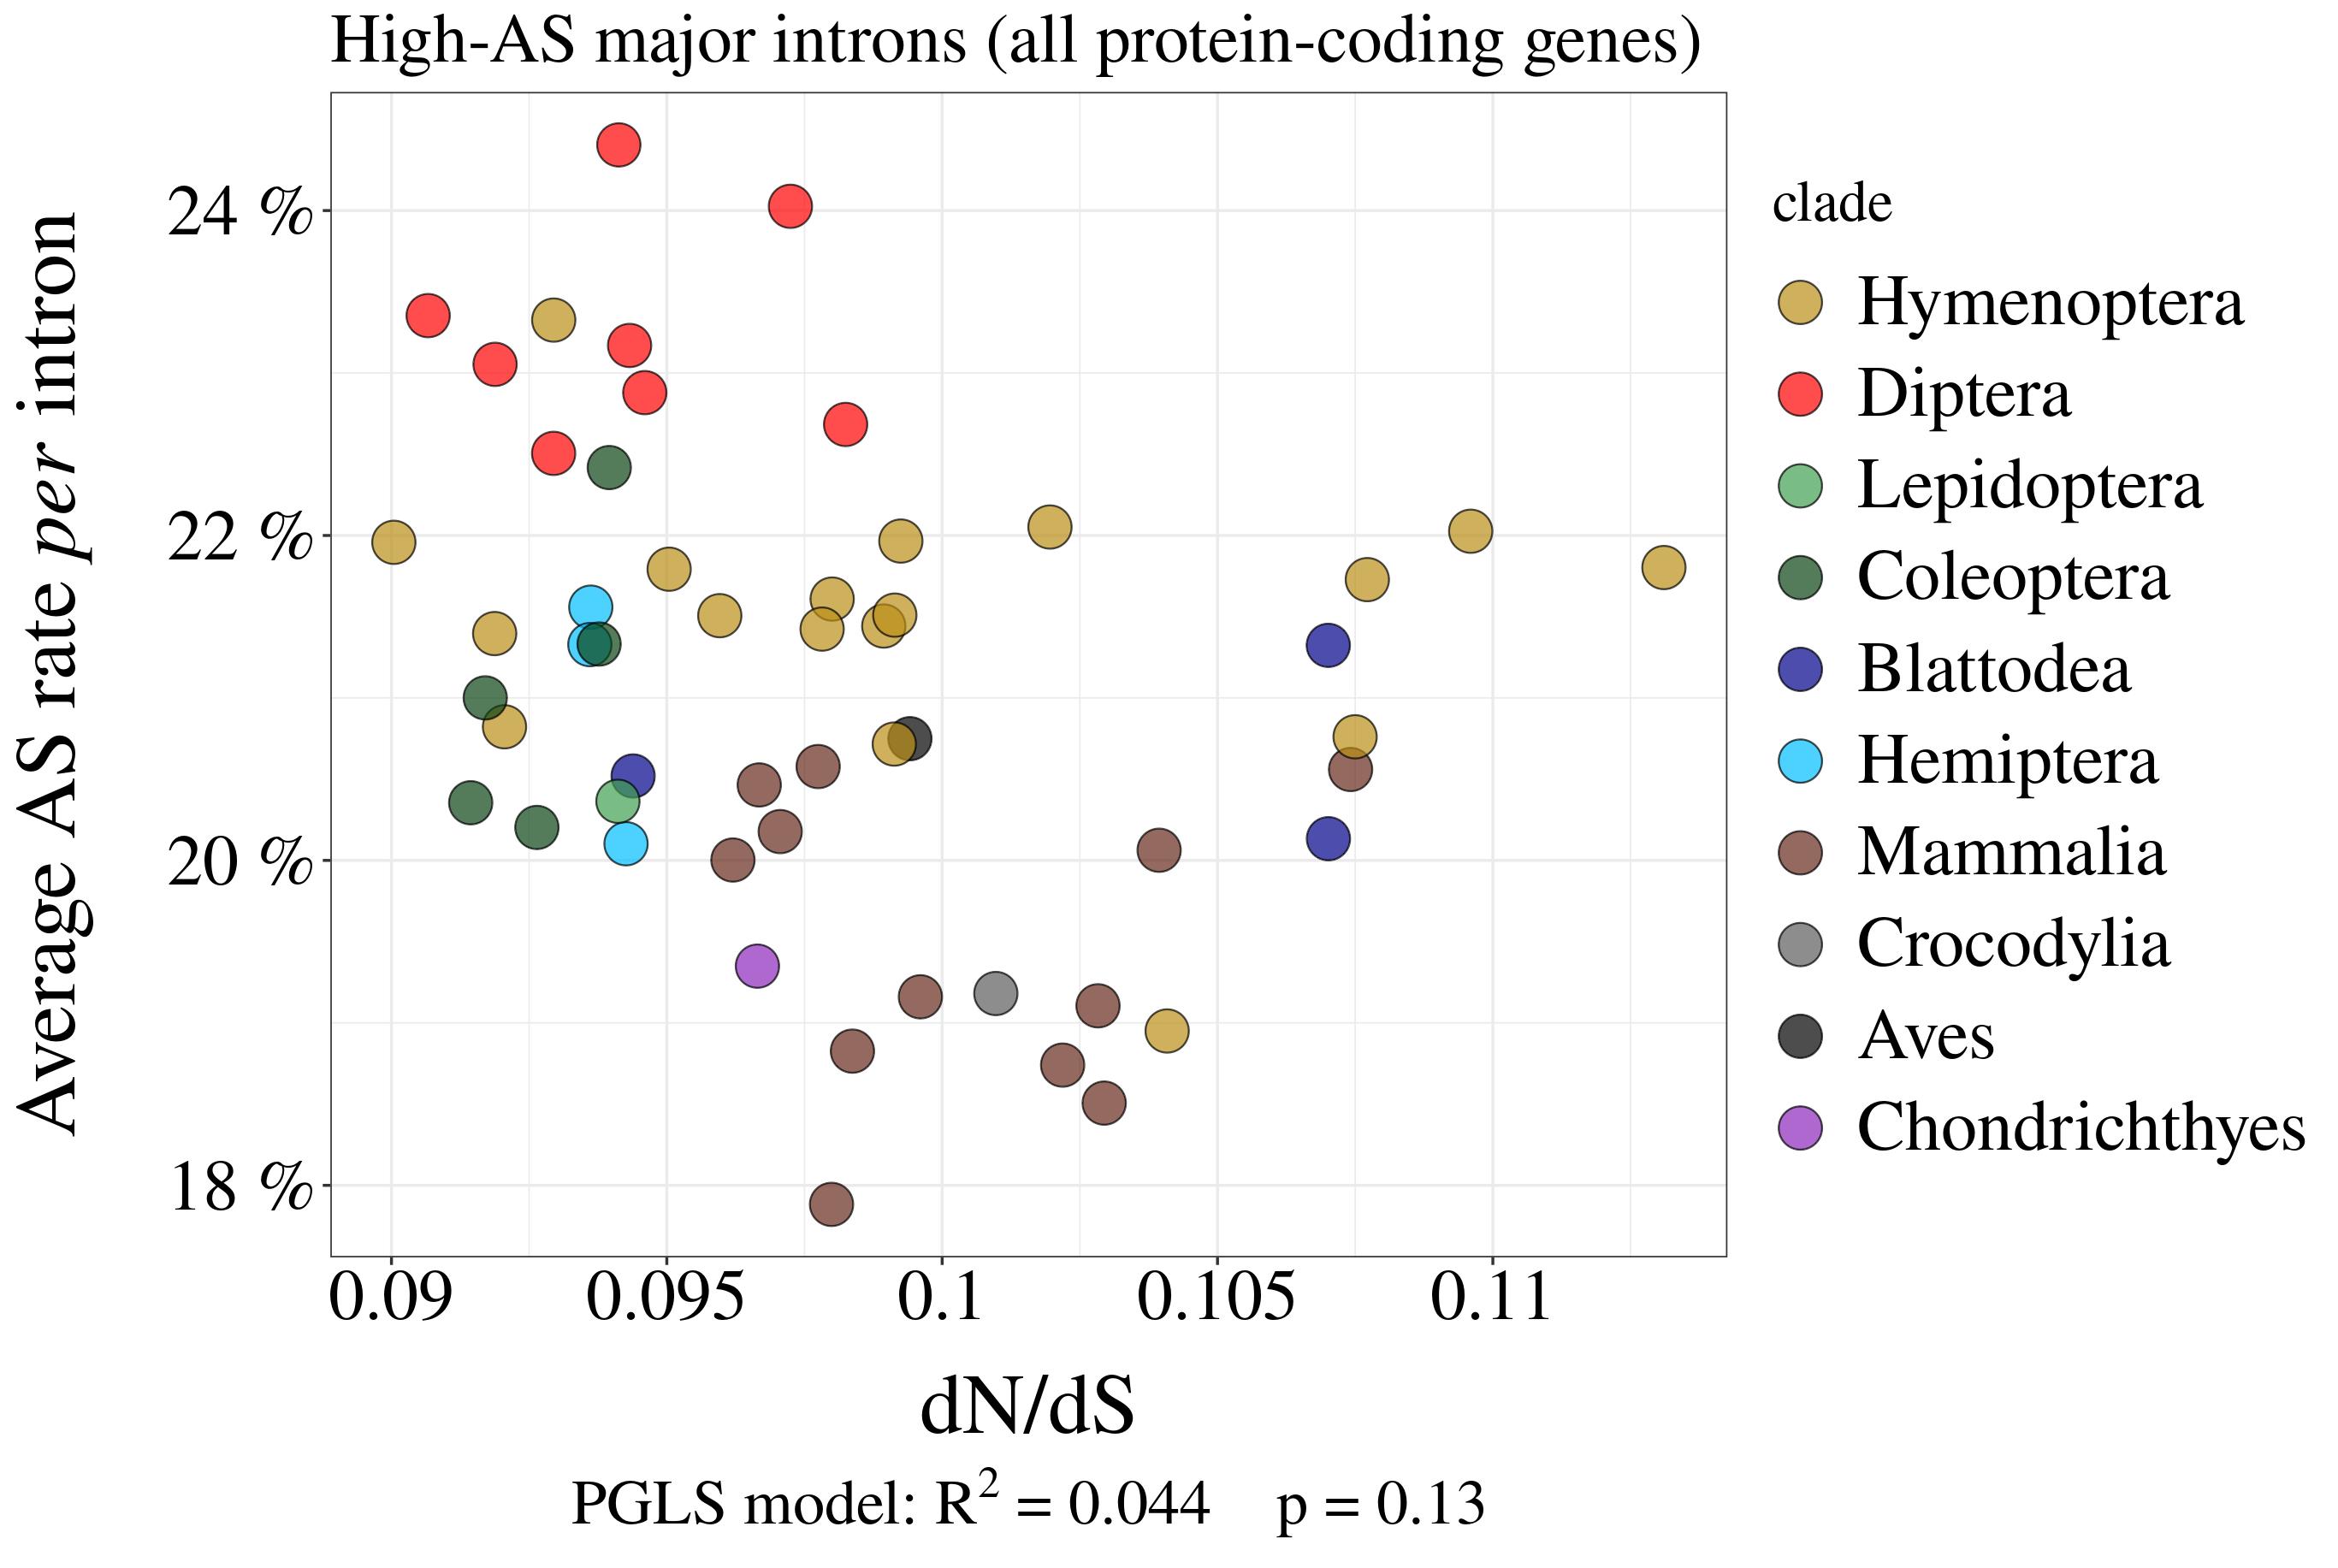 High-AS major introns (all protein-coding genes)
Average AS rate per intron
24 %
22 %
20 %
18 %
0.09 0.095 0.1 0.105 0.11
dN/dS
PGLS model: R² = 0.044 p = 0.13
clade
Hymenoptera
Diptera
Lepidoptera
Coleoptera
Blattodea
Hemiptera
Mammalia
Crocodylia
Aves
Chondrichthyes